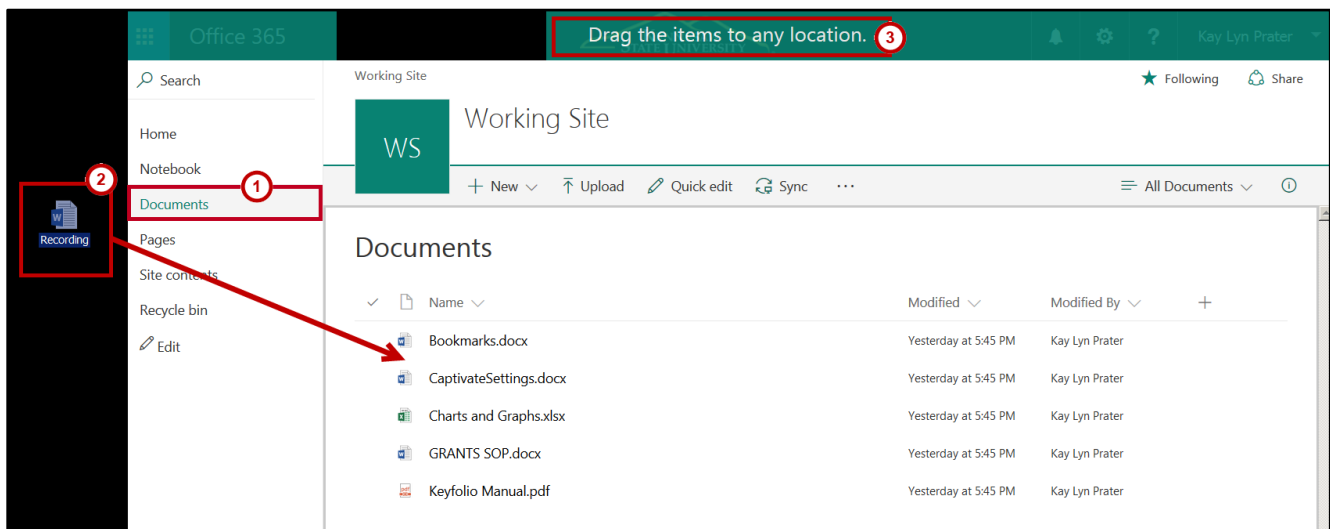 Office 365
Drag the items to any location.
3
STATE UNIVERSITY
?
Kay Lyn Prater
Search
Working Site
Following
Share
WS
Working Site
Home
Notebook
1
Documents
2
Recording
Pages
Site contents
Recycle bin
Edit
+ New
Upload
Quick edit
Sync
...
All Documents
Documents
Name
Modified
Modified By
+
Bookmarks.docx Yesterday at 5:45 PM Kay Lyn Prater
CaptivateSettings.docx Yesterday at 5:45 PM Kay Lyn Prater
Charts and Graphs.xlsx Yesterday at 5:45 PM Kay Lyn Prater
GRANTS SOP.docx Yesterday at 5:45 PM Kay Lyn Prater
Keyfolio Manual.pdf Yesterday at 5:45 PM Kay Lyn Prater